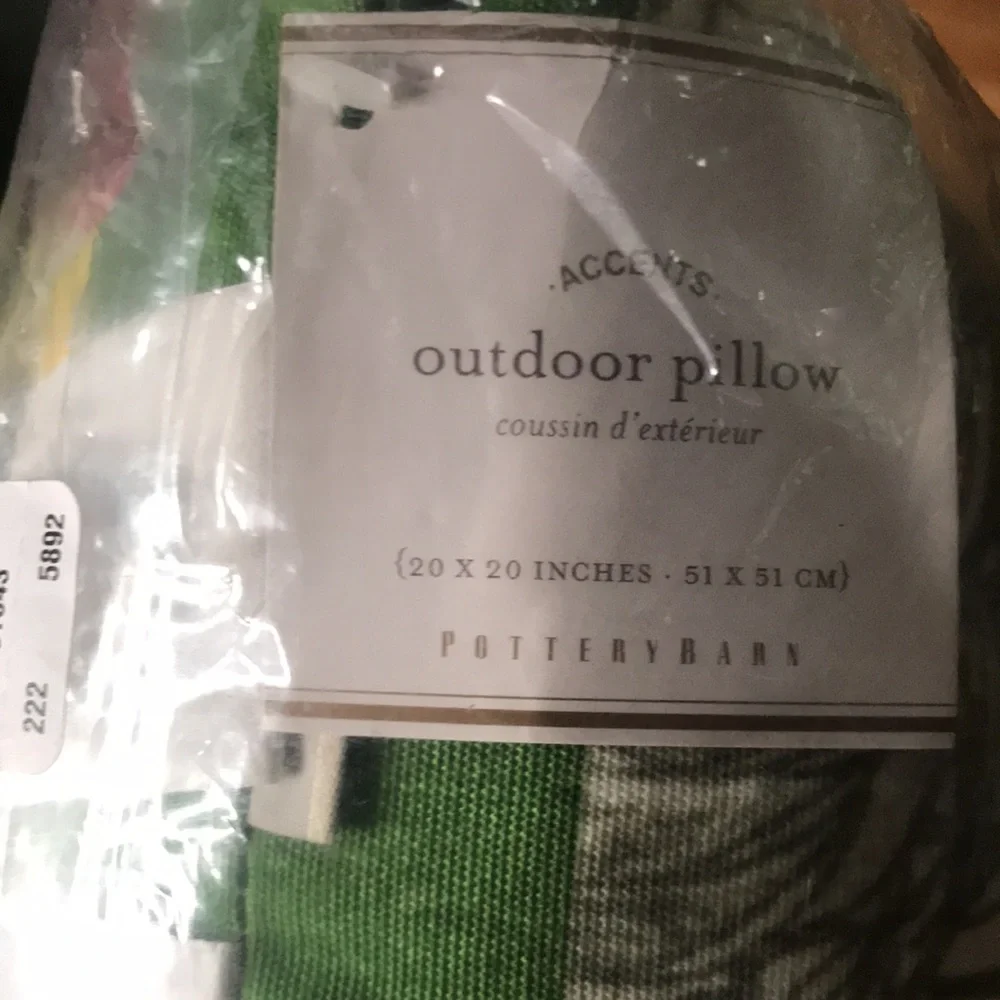 ·ACCENTS·
outdoor pillow
coussin d'extérieur
{20 X 20 INCHES · 51 X 51 CM}
POTTERYBARN
222 5892